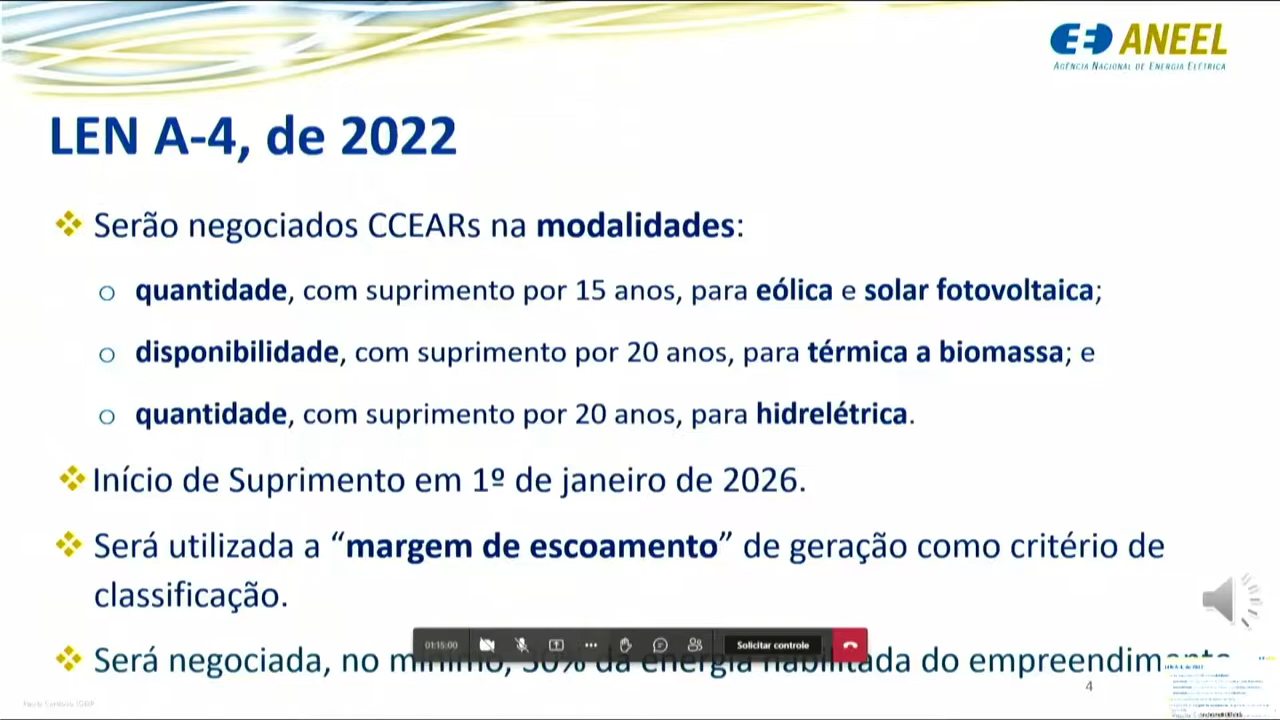 ANEEL
AGÊNCIA NACIONAL DE ENERGIA ELÉTRICA
LEN A-4, de 2022
Serão negociados CCEARs na modalidades:
quantidade, com suprimento por 15 anos, para eólica e solar fotovoltaica;
disponibilidade, com suprimento por 20 anos, para térmica a biomassa; e
quantidade, com suprimento por 20 anos, para hidrelétrica.
Início de Suprimento em 1º de janeiro de 2026.
Será utilizada a “margem de escoamento” de geração como critério de
classificação.
01:15:00
Solicitar controle
Será negociada, no mínimo, 30% da energia habilitada do empreendimento
4